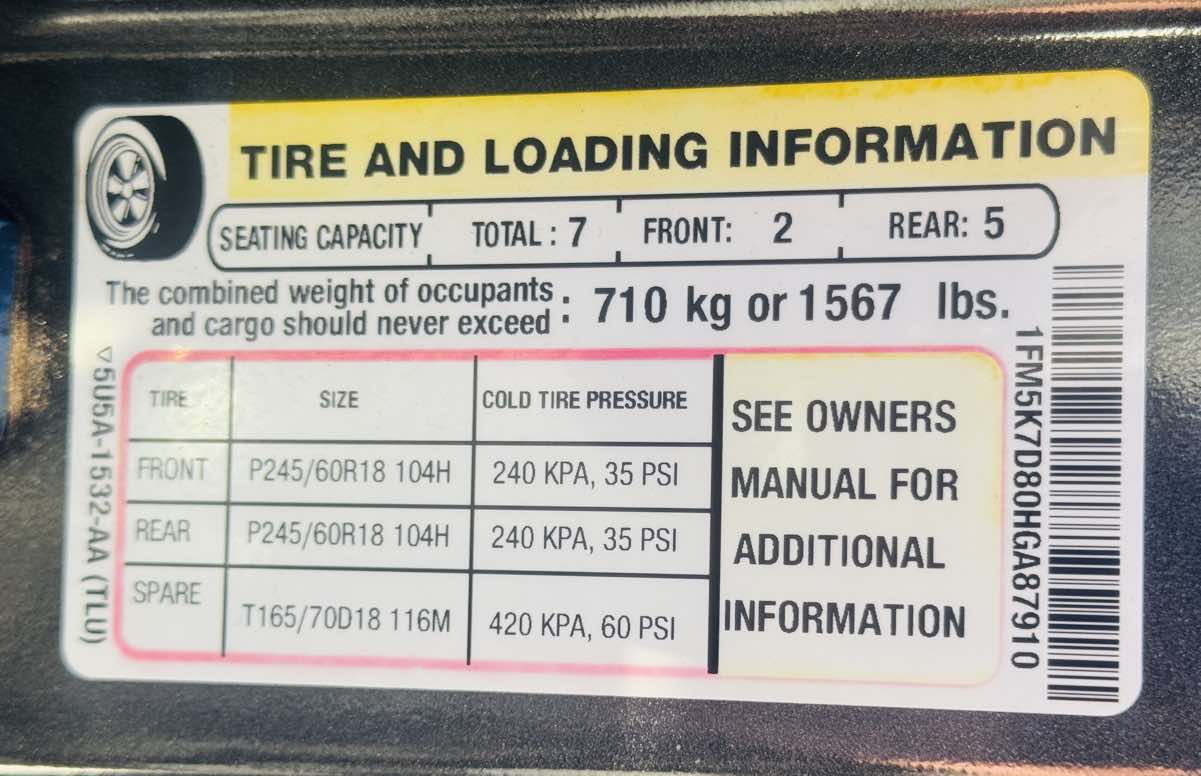 TIRE AND LOADING INFORMATION
SEATING CAPACITY TOTAL : 7 FRONT: 2 REAR: 5
The combined weight of occupants
and cargo should never exceed : 710 kg or 1567 lbs.
TIRE SIZE COLD TIRE PRESSURE
FRONT P245/60R18 104H 240 KPA, 35 PSI
REAR P245/60R18 104H 240 KPA, 35 PSI
SPARE T165/70D18 116M 420 KPA, 60 PSI
SEE OWNERS
MANUAL FOR
ADDITIONAL
INFORMATION
▽5U5A-1532-AA (TLU)
1FM5K7D80HGA87910